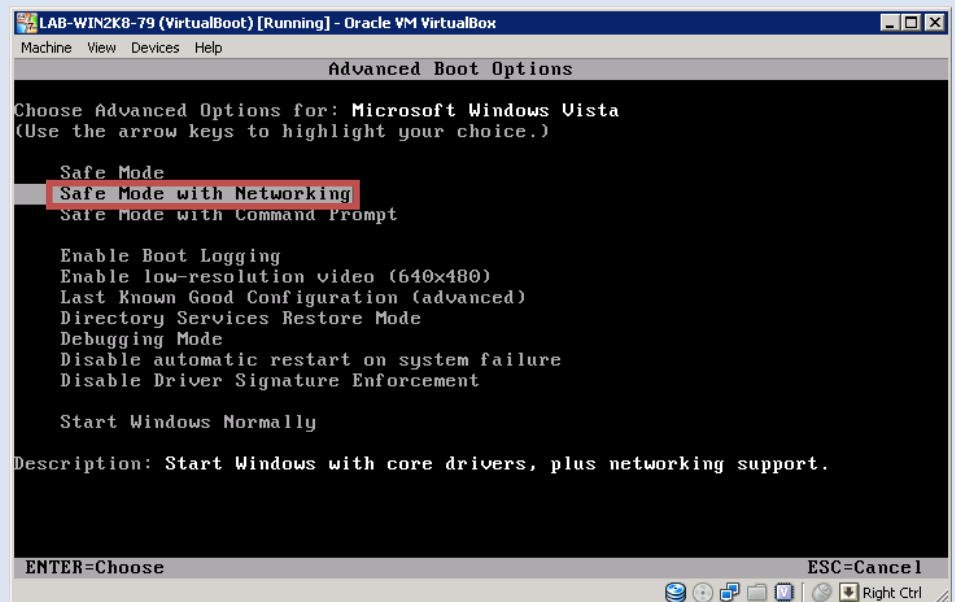 LAB-WIN2K8-79 (VirtualBoot) [Running] - Oracle VM VirtualBox
Machine View Devices Help
Advanced Boot Options
Choose Advanced Options for: Microsoft Windows Vista
(Use the arrow keys to highlight your choice.)
Safe Mode
Safe Mode with Networking
Safe Mode with Command Prompt
Enable Boot Logging
Enable low-resolution video (640x480)
Last Known Good Configuration (advanced)
Directory Services Restore Mode
Debugging Mode
Disable automatic restart on system failure
Disable Driver Signature Enforcement
Start Windows Normally
Description: Start Windows with core drivers, plus networking support.
ENTER=Choose ESC=Cancel
Right Ctrl